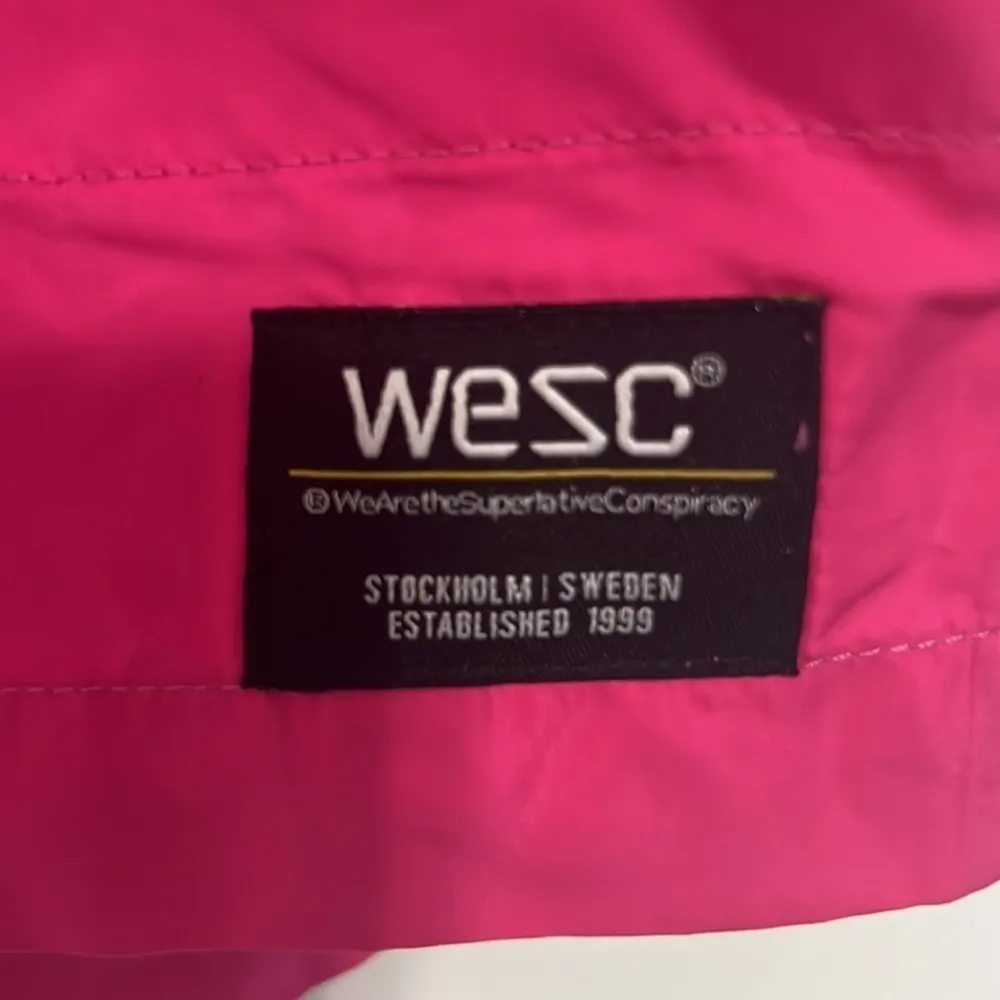 wesc®
®WeAretheSuperlativeConspiracy
STOCKHOLM | SWEDEN
ESTABLISHED 1999